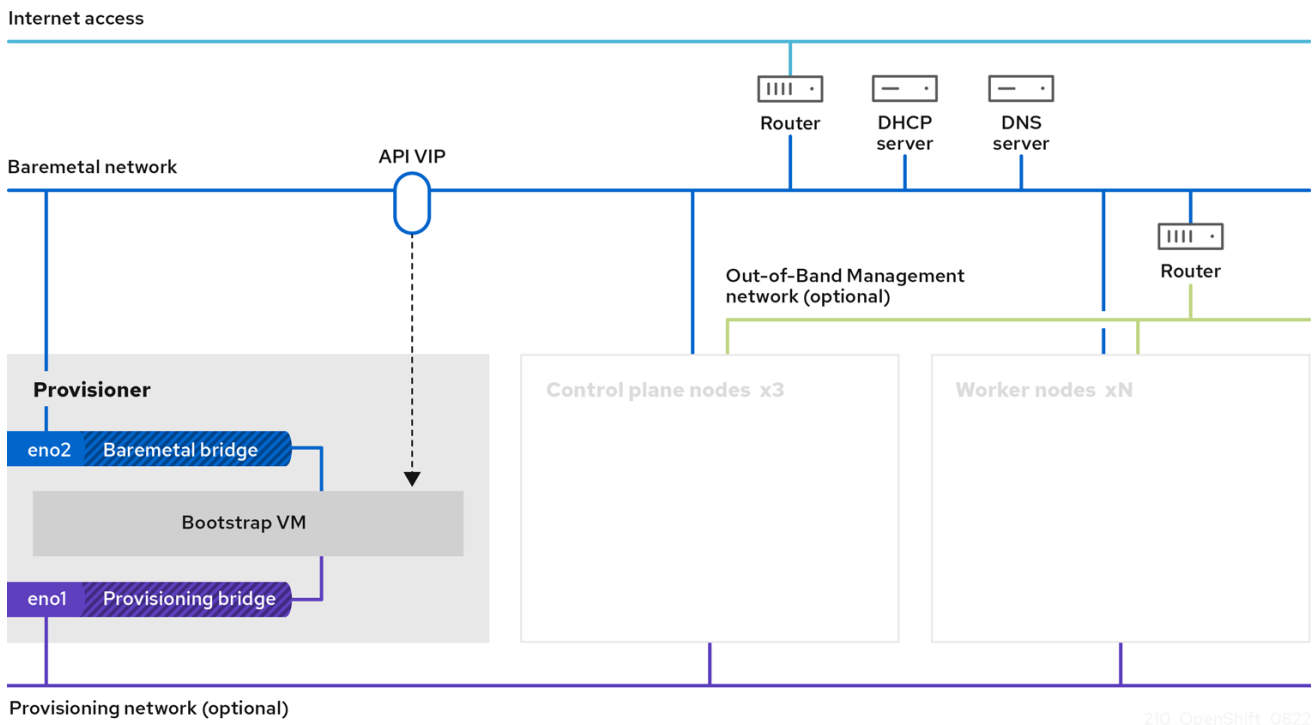 Internet access
Router
DHCP
server
DNS
server
Baremetal network
API VIP
Router
Out-of-Band Management
network (optional)
Provisioner
Control plane nodes x3
Worker nodes xN
eno2
Baremetal bridge
Bootstrap VM
eno1
Provisioning bridge
Provisioning network (optional)
210_OpenShift_0822